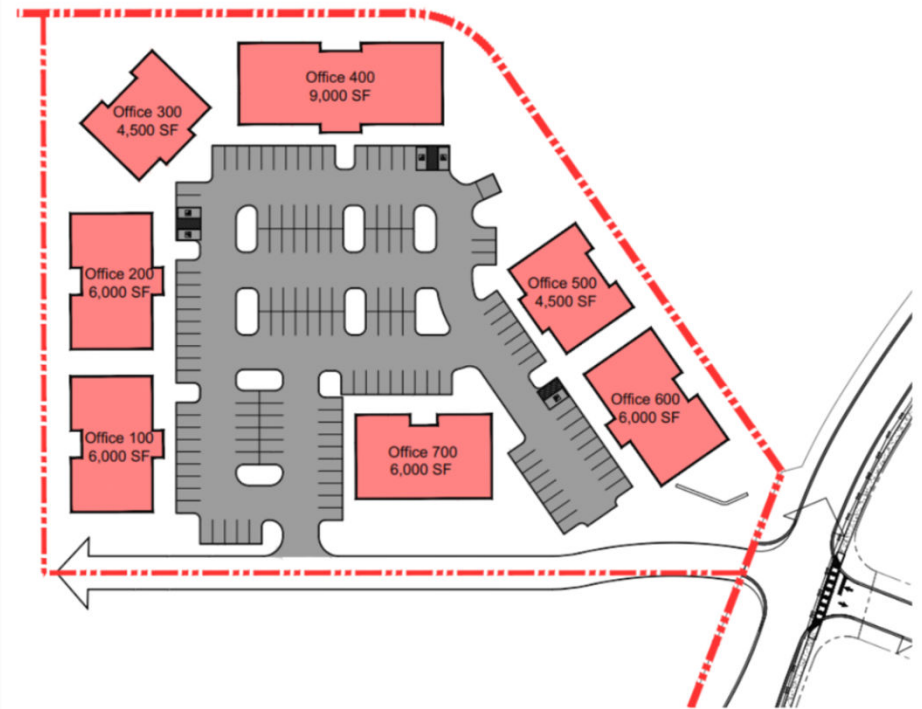 Office 400
9,000 SF
Office 300
4,500 SF
Office 200
6,000 SF
Office 500
4,500 SF
Office 600
6,000 SF
Office 100
6,000 SF
Office 700
6,000 SF